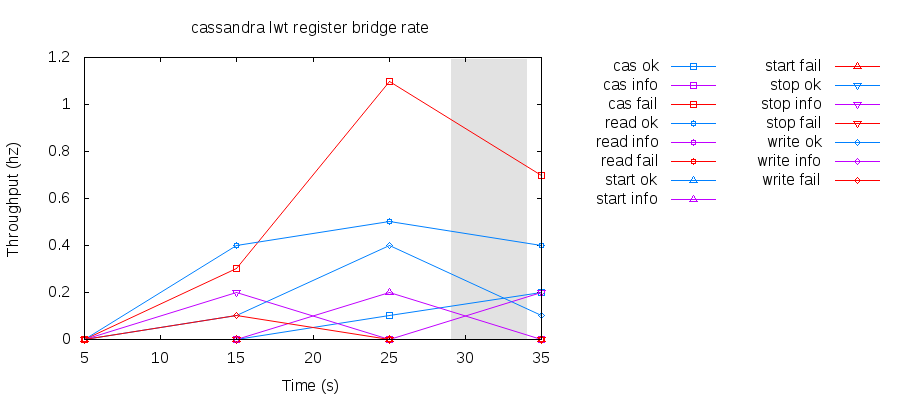 cassandra lwt register bridge rate
1.2
1
0.8
0.6
0.4
0.2
0
5 10 15 20 25 30 35
Throughput (hz)
Time (s)
cas ok
cas info
cas fail
read ok
read info
read fail
start ok
start info
start fail
stop ok
stop info
stop fail
write ok
write info
write fail